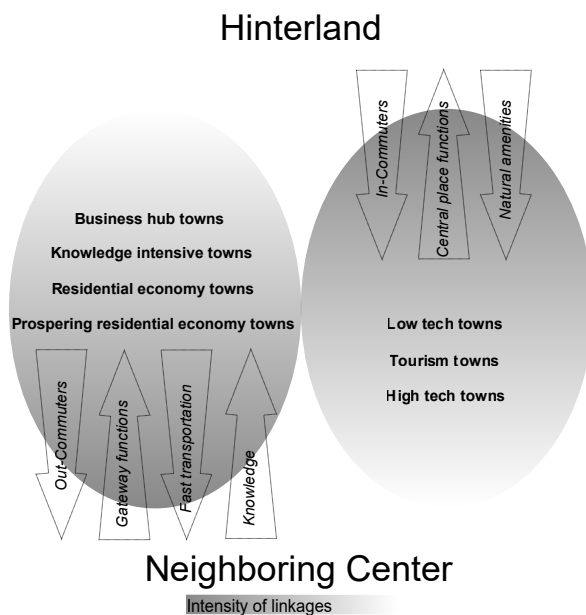 Hinterland
In-Commuters
Central place functions
Natural amenities
Business hub towns
Knowledge intensive towns
Residential economy towns
Prospering residential economy towns
Low tech towns
Tourism towns
High tech towns
Out-Commuters
Gateway functions
Fast transportation
Knowledge
Neighboring Center
Intensity of linkages